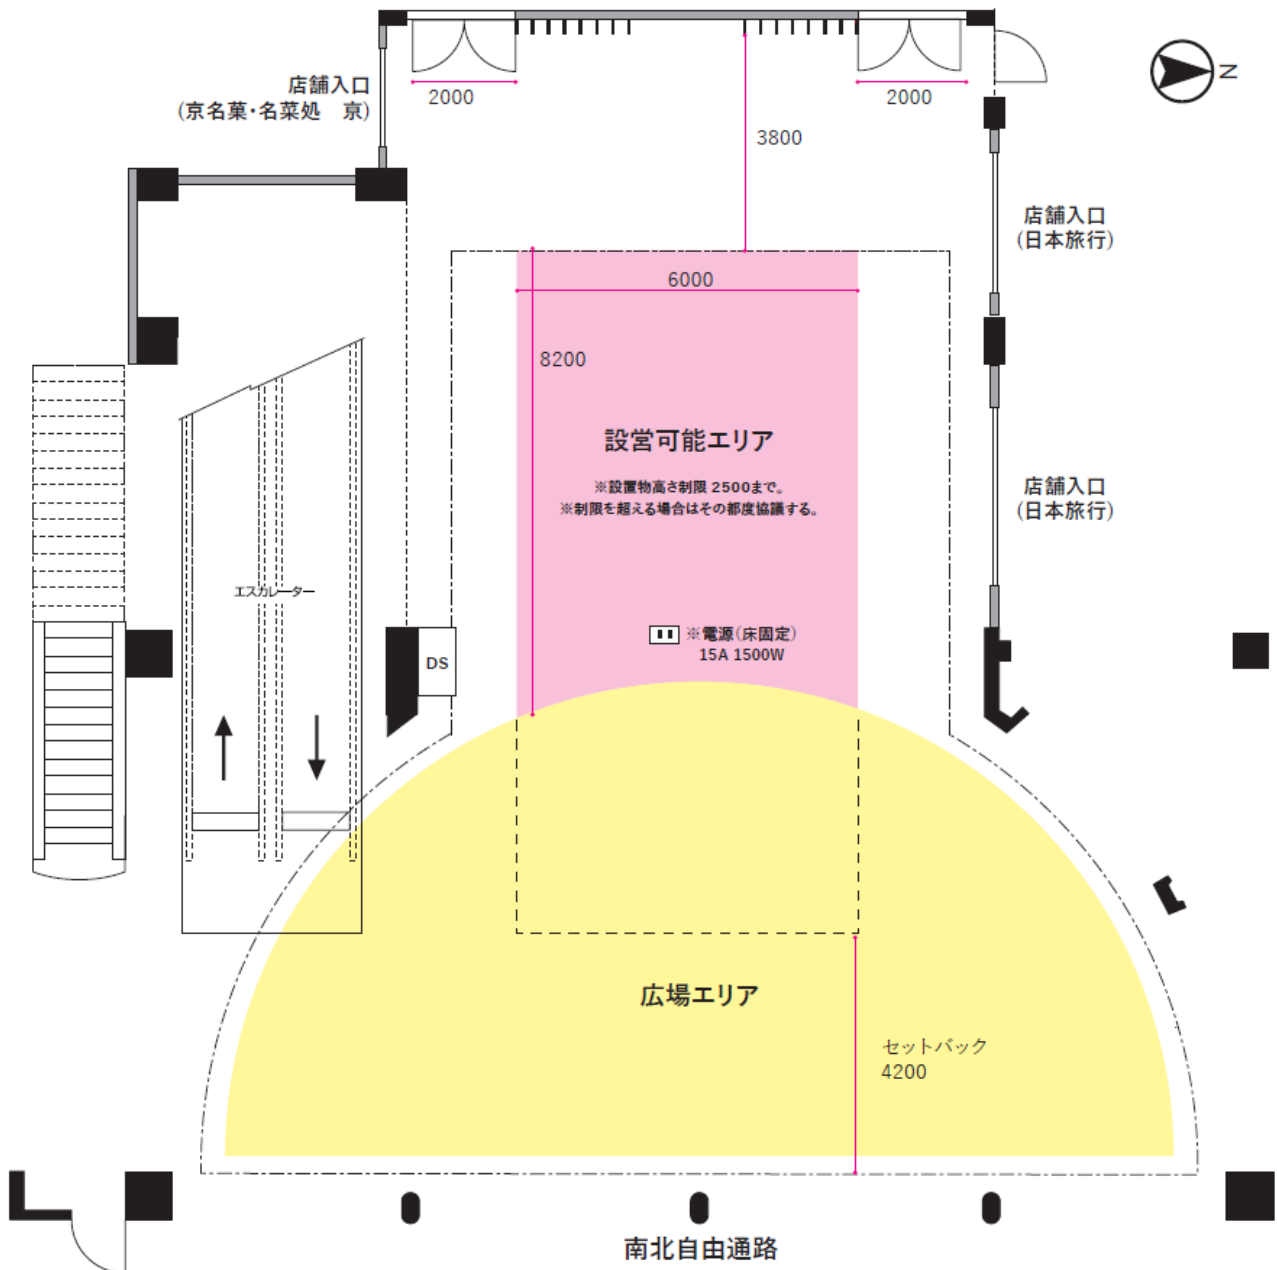 店舗入口
(京名菓・名菜処　京)
2000
2000
N
3800
店舗入口
(日本旅行)
6000
8200
設営可能エリア
※設置物高さ制限 2500まで。
※制限を超える場合はその都度協議する。
店舗入口
(日本旅行)
エスカレーター
※電源(床固定)
15A 1500W
DS
広場エリア
セットバック
4200
南北自由通路